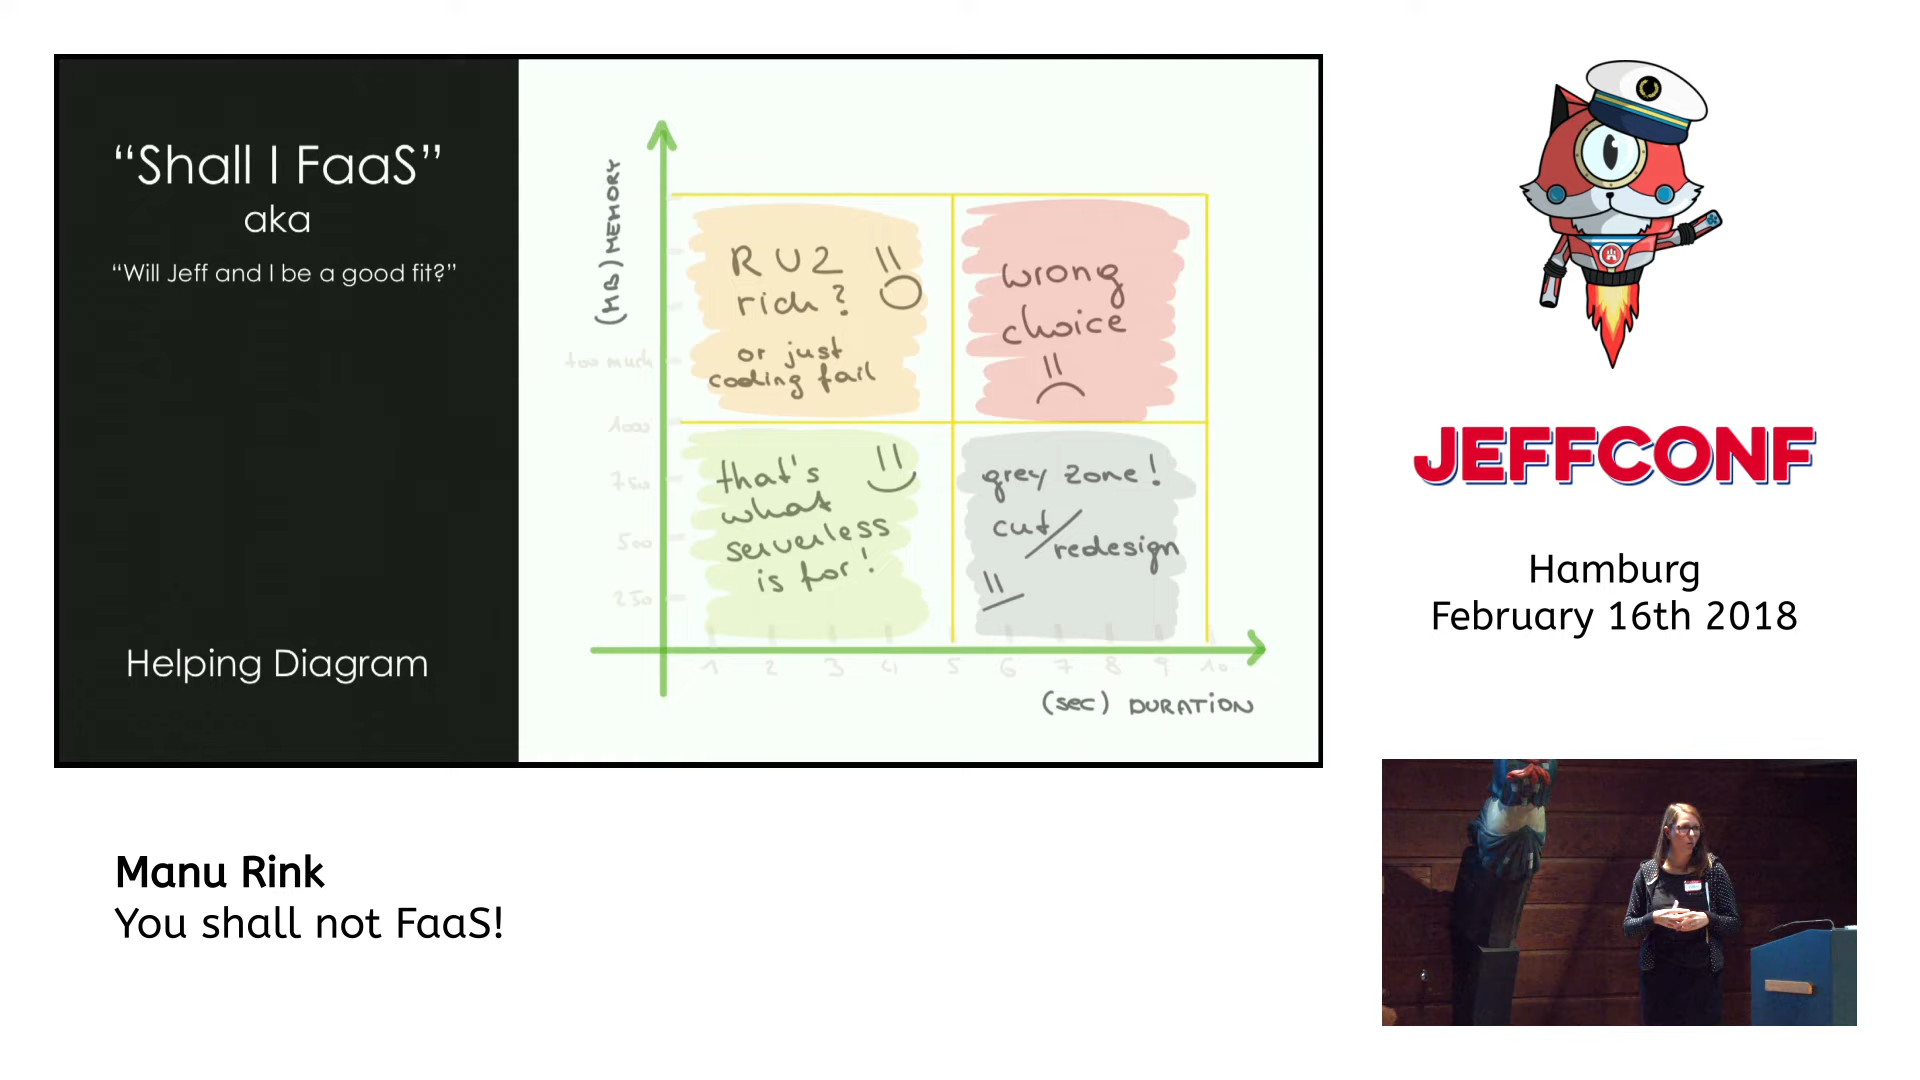 “Shall I FaaS”
aka
“Will Jeff and I be a good fit?”
Helping Diagram
(MB) MEMORY
too much
1000
750
500
250
R U 2
rich?
or just
coding fail
wrong
choice
that's
what
serverless
is for!
grey zone!
cut/
redesign
1 2 3 4 5 6 7 8 9 10
(sec) DURATION
JEFFCONF
Hamburg
February 16th 2018
Manu Rink
You shall not FaaS!